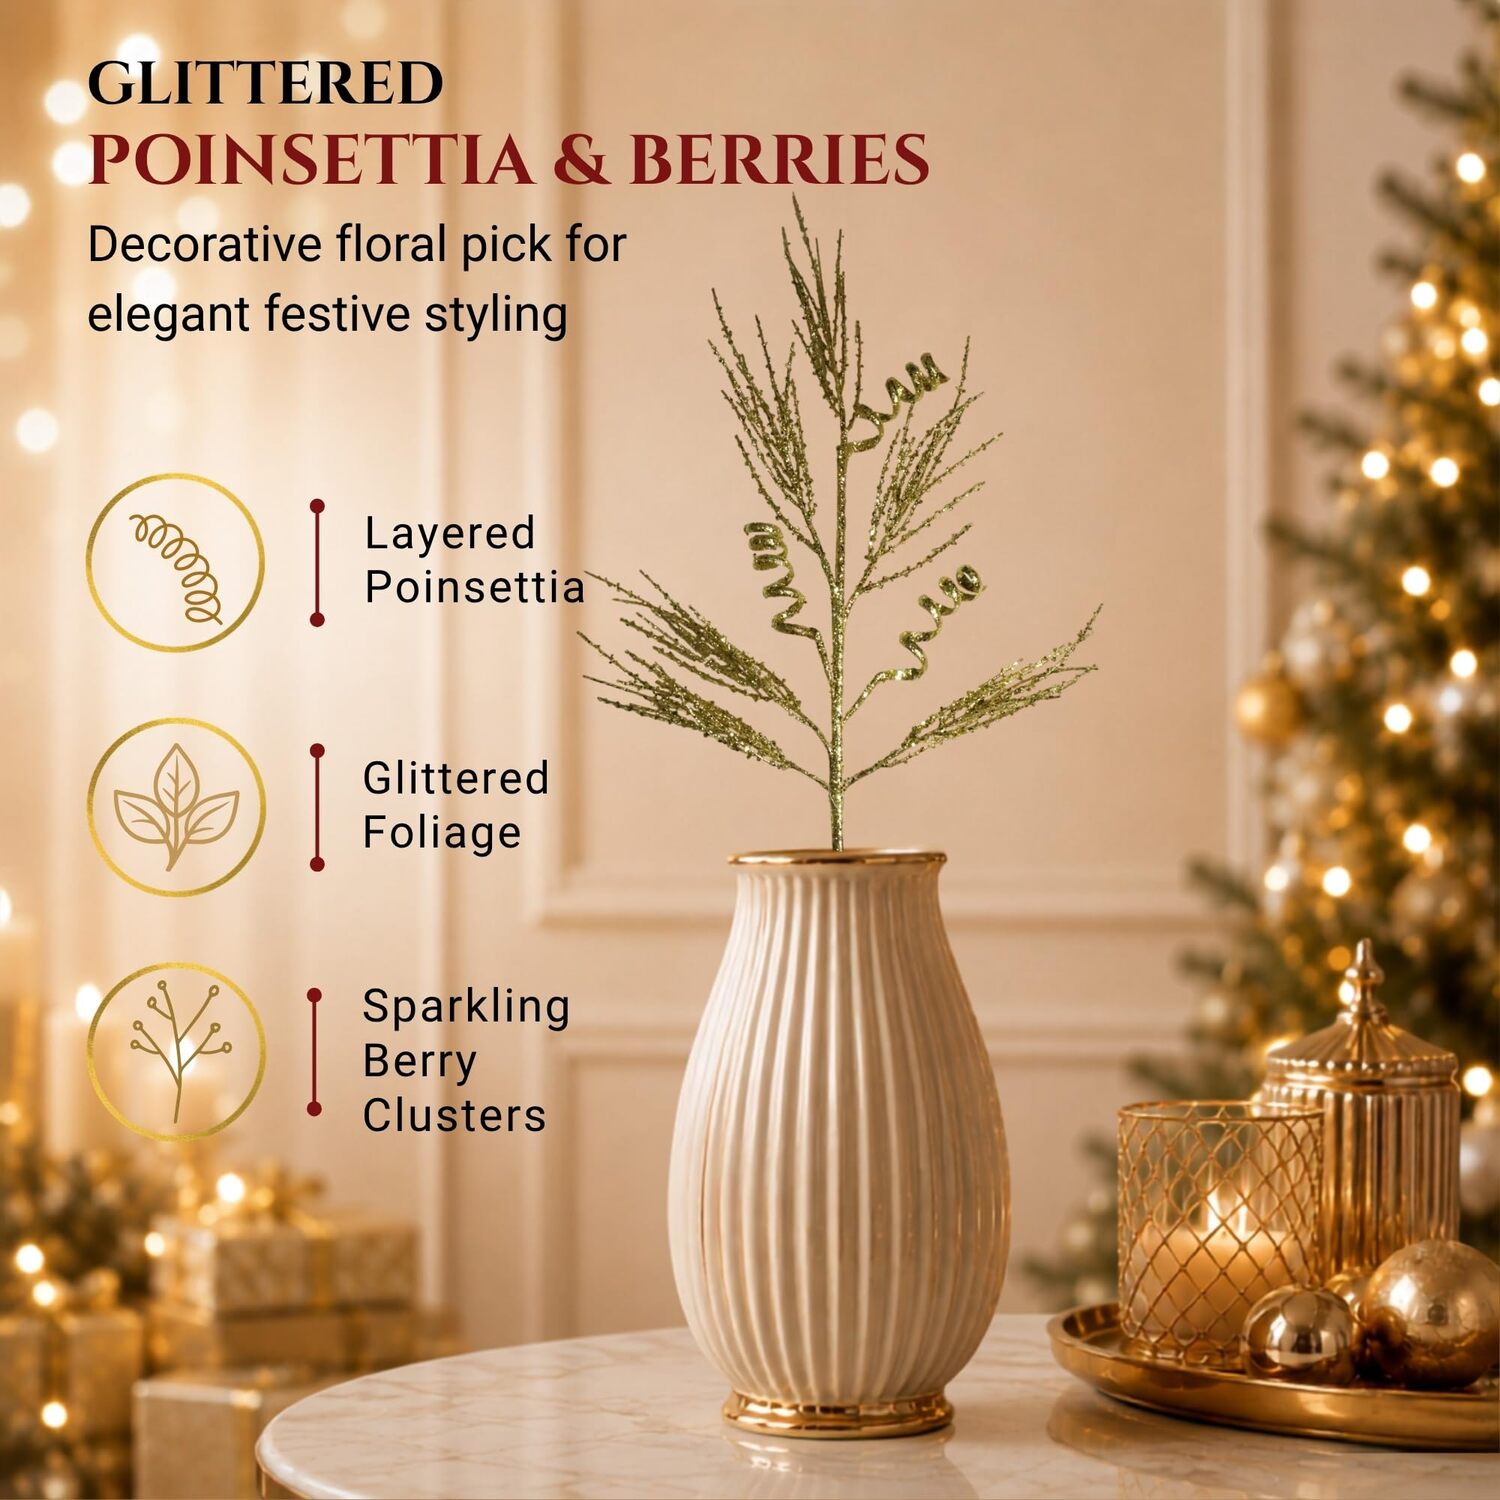 GLITTERED
POINSETTIA & BERRIES
Decorative floral pick for
elegant festive styling
Layered
Poinsettia
Glittered
Foliage
Sparkling
Berry
Clusters